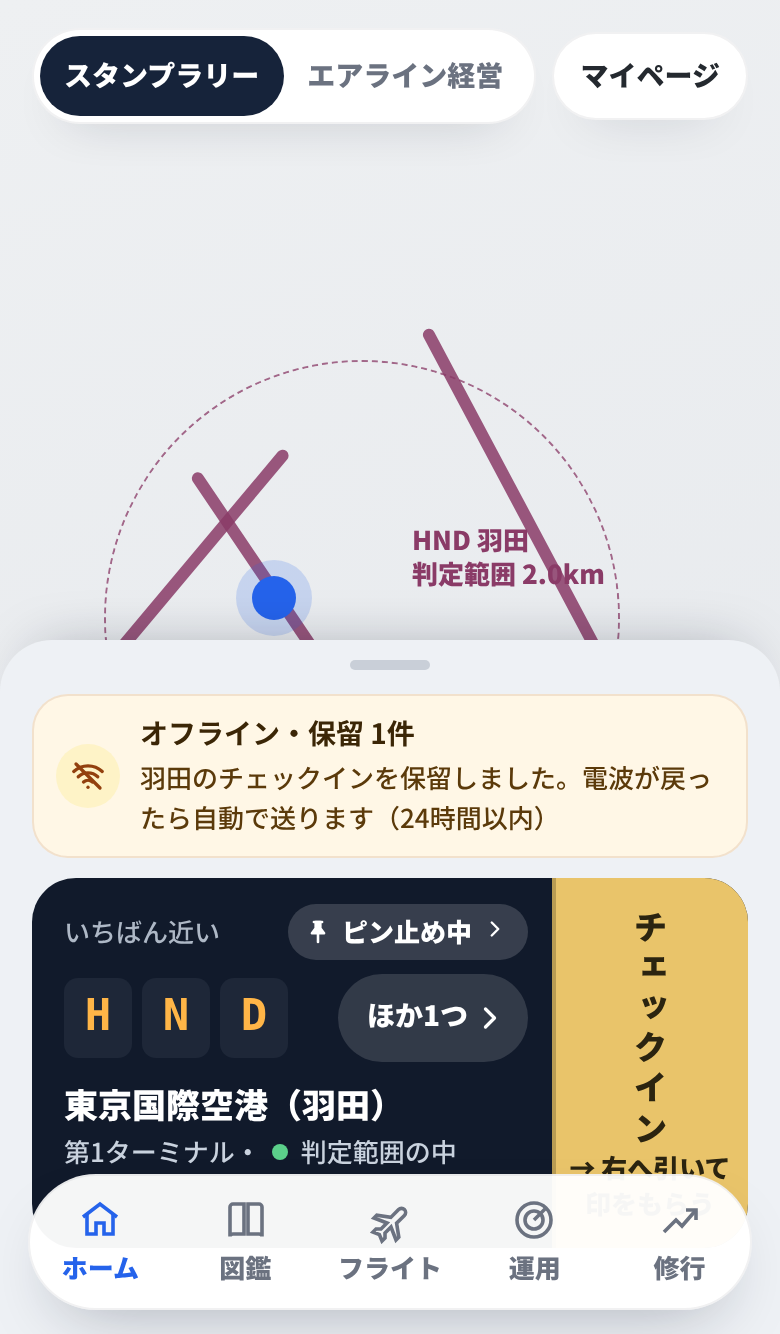 スタンプラリー エアライン経営 マイページ
HND 羽田
判定範囲 2.0km
オフライン・保留 1件
羽田のチェックインを保留しました。電波が戻っ
たら自動で送ります（24時間以内）
いちばん近い ピン止め中
HND ほか1つ
東京国際空港（羽田）
第1ターミナル・ 判定範囲の中
チェックイン
→ 右へ引いて
印をもらう
ホーム 図鑑 フライト 運用 修行